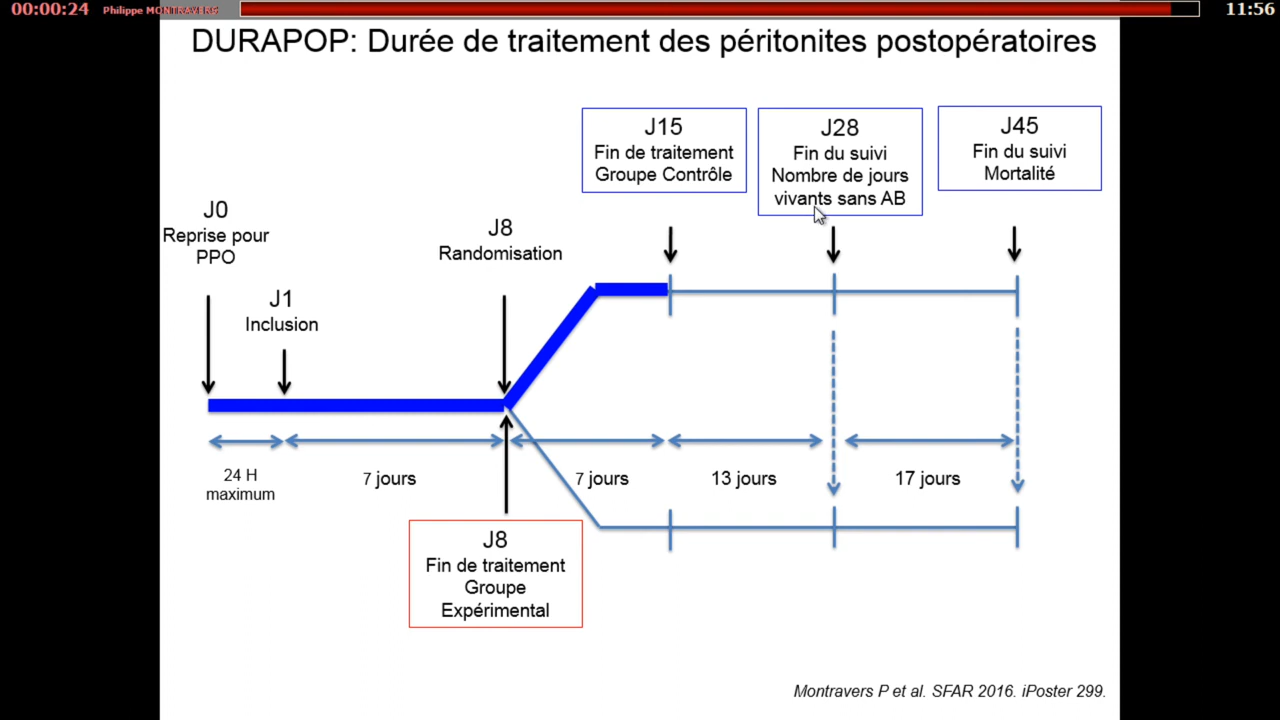 00:00:24 Philippe MONTRAVERS 11:56
DURAPOP: Durée de traitement des péritonites postopératoires
J15
Fin de traitement
Groupe Contrôle
J28
Fin du suivi
Nombre de jours
vivants sans AB
J45
Fin du suivi
Mortalité
J0
Reprise pour
PPO
J1
Inclusion
J8
Randomisation
24 H
maximum
7 jours
7 jours
13 jours
17 jours
J8
Fin de traitement
Groupe
Expérimental
Montravers P et al. SFAR 2016. iPoster 299.